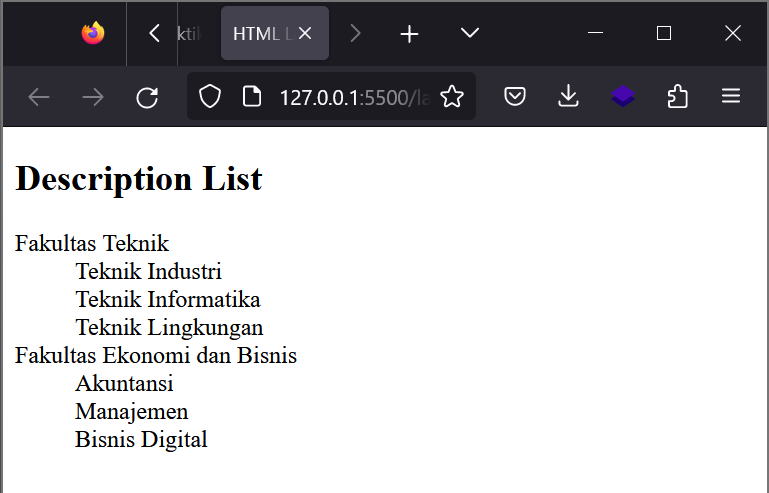 HTML L
127.0.0.1:5500/la
Description List
Fakultas Teknik
Teknik Industri
Teknik Informatika
Teknik Lingkungan
Fakultas Ekonomi dan Bisnis
Akuntansi
Manajemen
Bisnis Digital